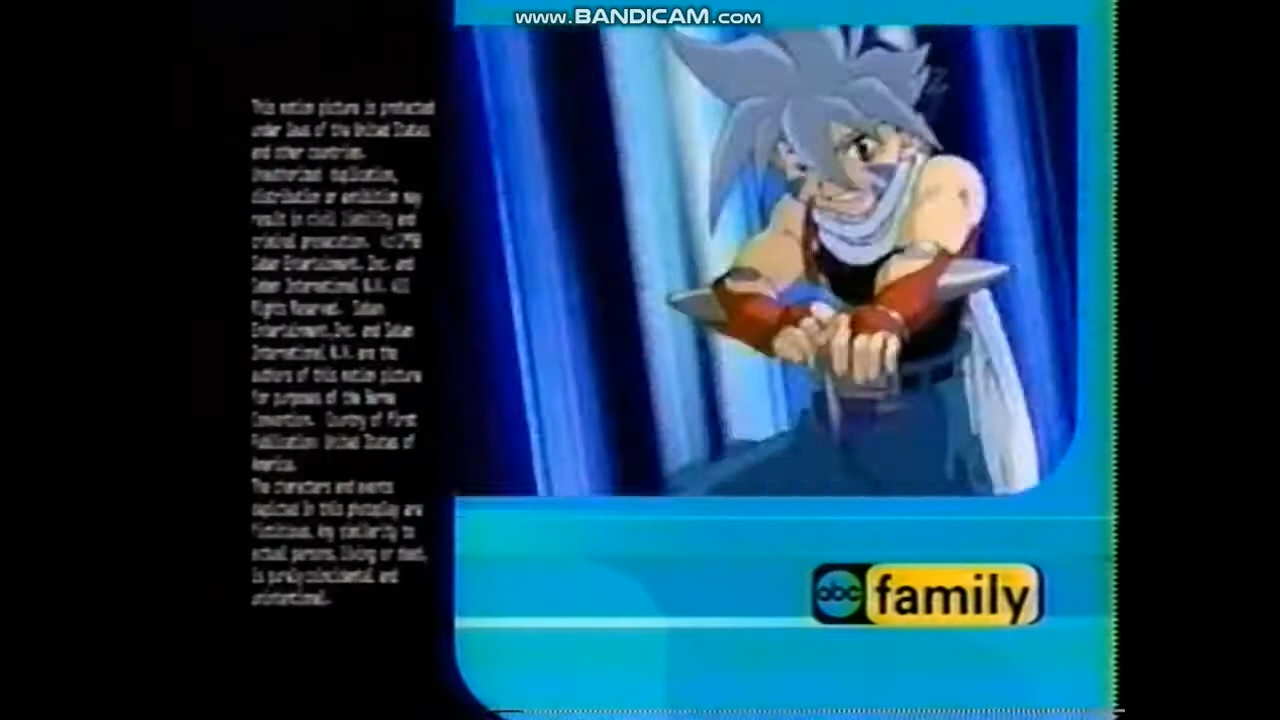 www.BANDICAM.com
This motion picture is protected
under laws of the United States
and other countries.
Unauthorized duplication,
distribution or exhibition may
result in civil liability and
criminal prosecution.
Saban Entertainment, Inc. and
Saban International N.V. All
Rights Reserved. Saban
Entertainment, Inc. and Saban
International N.V. are the
authors of this motion picture
for purposes of the Berne
Convention. Country of First
Publication United States of
America.
The characters and events
depicted in this photoplay are
fictitious. Any similarity to
actual persons, living or dead,
is purely coincidental and
unintentional.
abc family